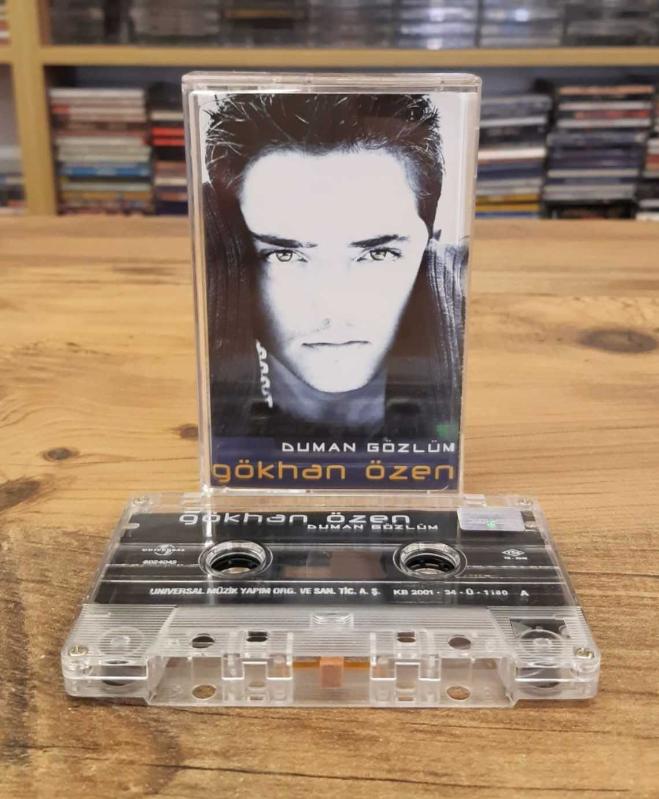 DUMAN GÖZLÜM
gökhan özen
gökhan özen
DUMAN GÖZLÜM
UNIVERSAL
UNIVERSAL MÜZİK YAPIM ORG. VE SAN. TİC. A. Ş. KB 2001 - 34 - Ü - 1180 A